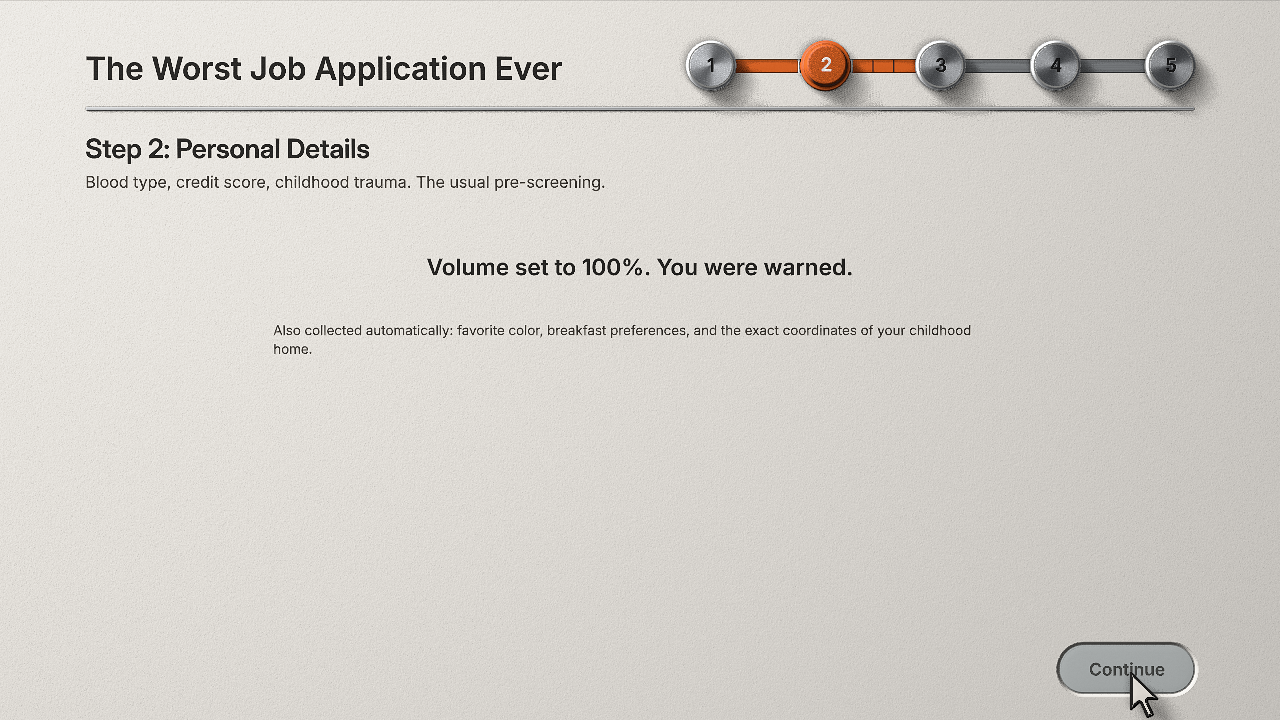 The Worst Job Application Ever
1 2 3 4 5
Step 2: Personal Details
Blood type, credit score, childhood trauma. The usual pre-screening.
Volume set to 100%. You were warned.
Also collected automatically: favorite color, breakfast preferences, and the exact coordinates of your childhood
home.
Continue